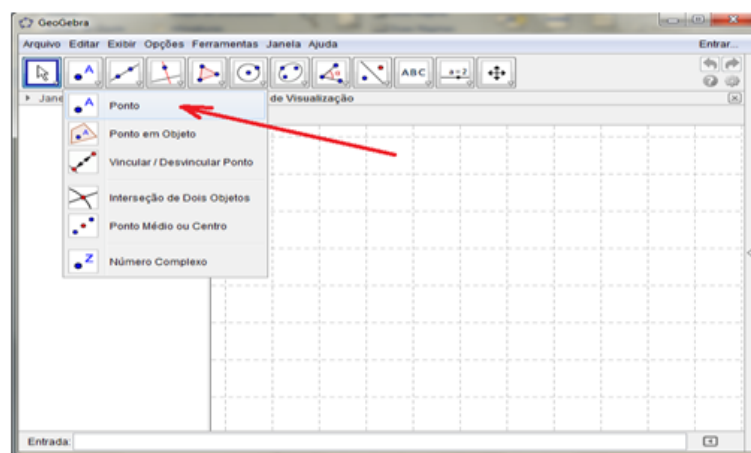 GeoGebra
Arquivo Editar Exibir Opções Ferramentas Janela Ajuda Entrar...
A ABC a=2
Jane de Visualização
A Ponto
A Ponto em Objeto
Vincular / Desvincular Ponto
Interseção de Dois Objetos
Ponto Médio ou Centro
Z Número Complexo
Entrada: